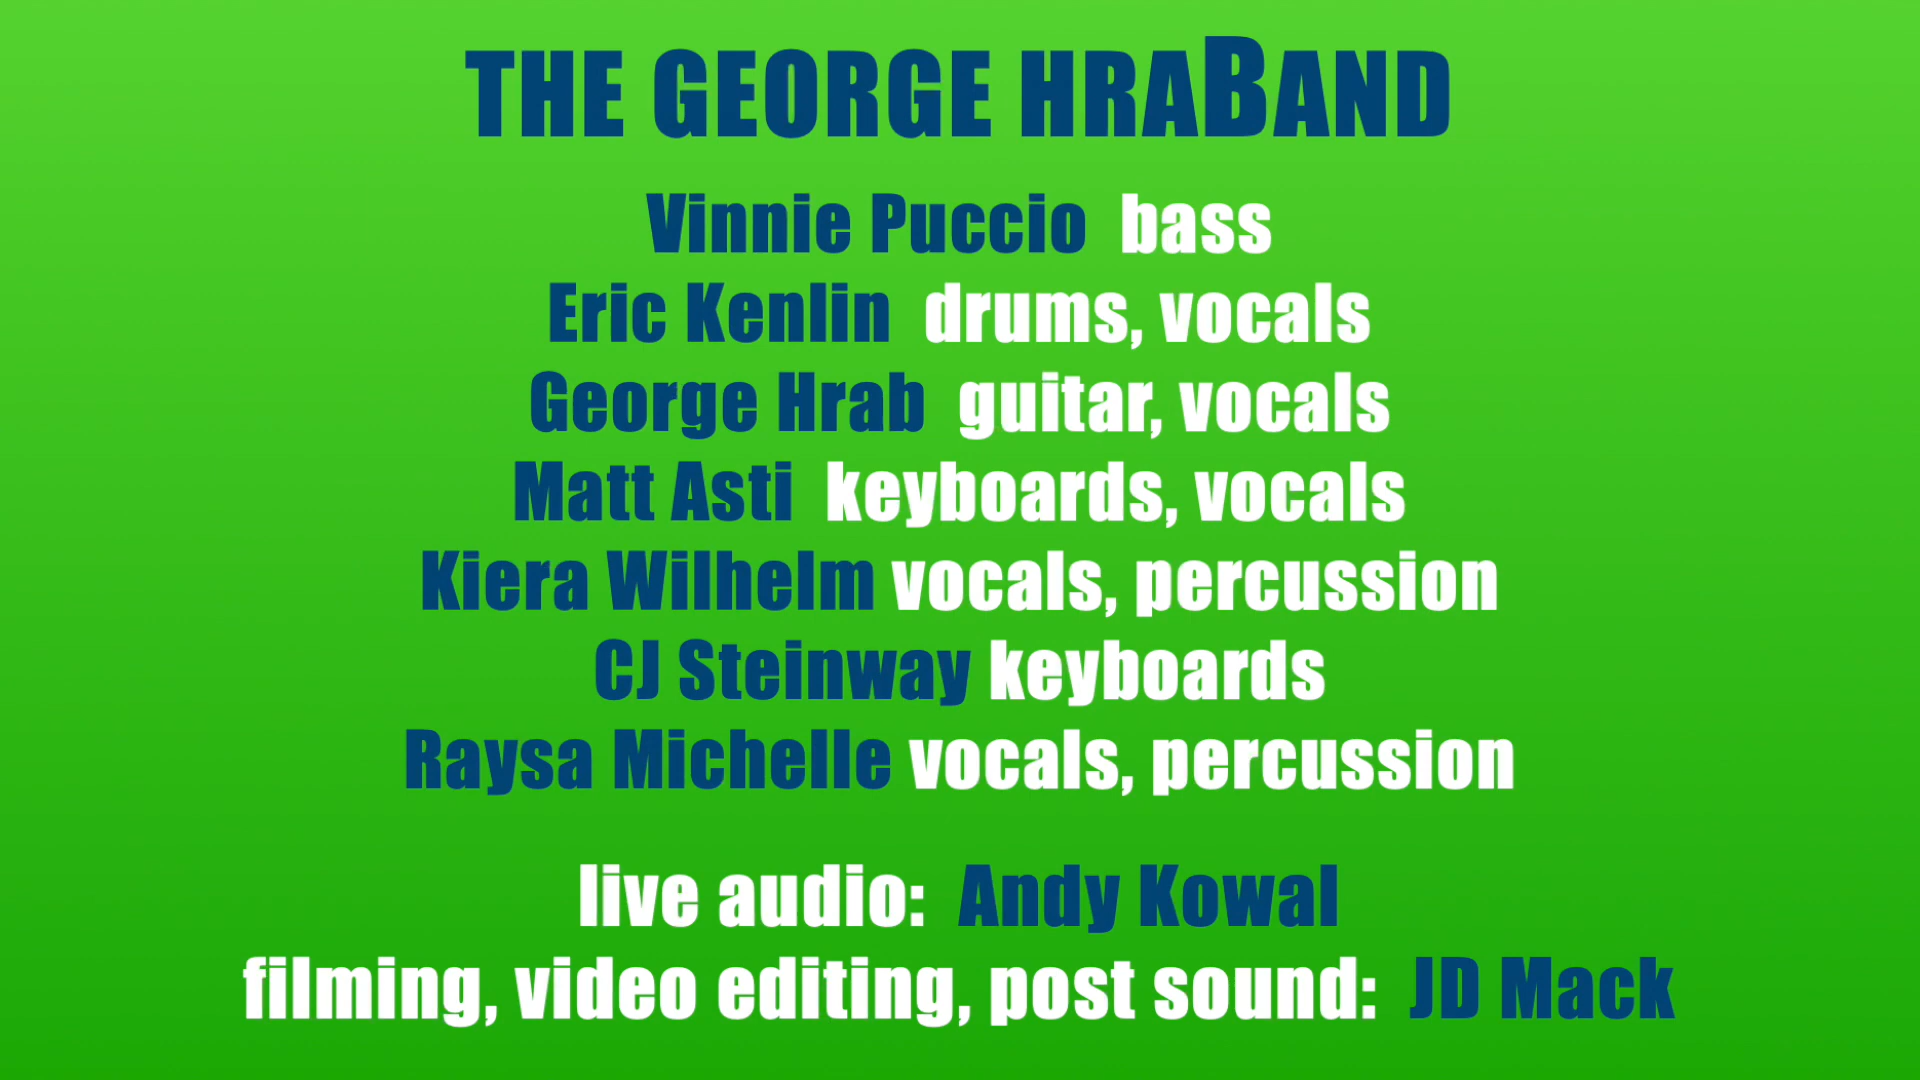 THE GEORGE HRABAND
Vinnie Puccio bass
Eric Kenlin drums, vocals
George Hrab guitar, vocals
Matt Asti keyboards, vocals
Kiera Wilhelm vocals, percussion
CJ Steinway keyboards
Raysa Michelle vocals, percussion
live audio: Andy Kowal
filming, video editing, post sound: JD Mack